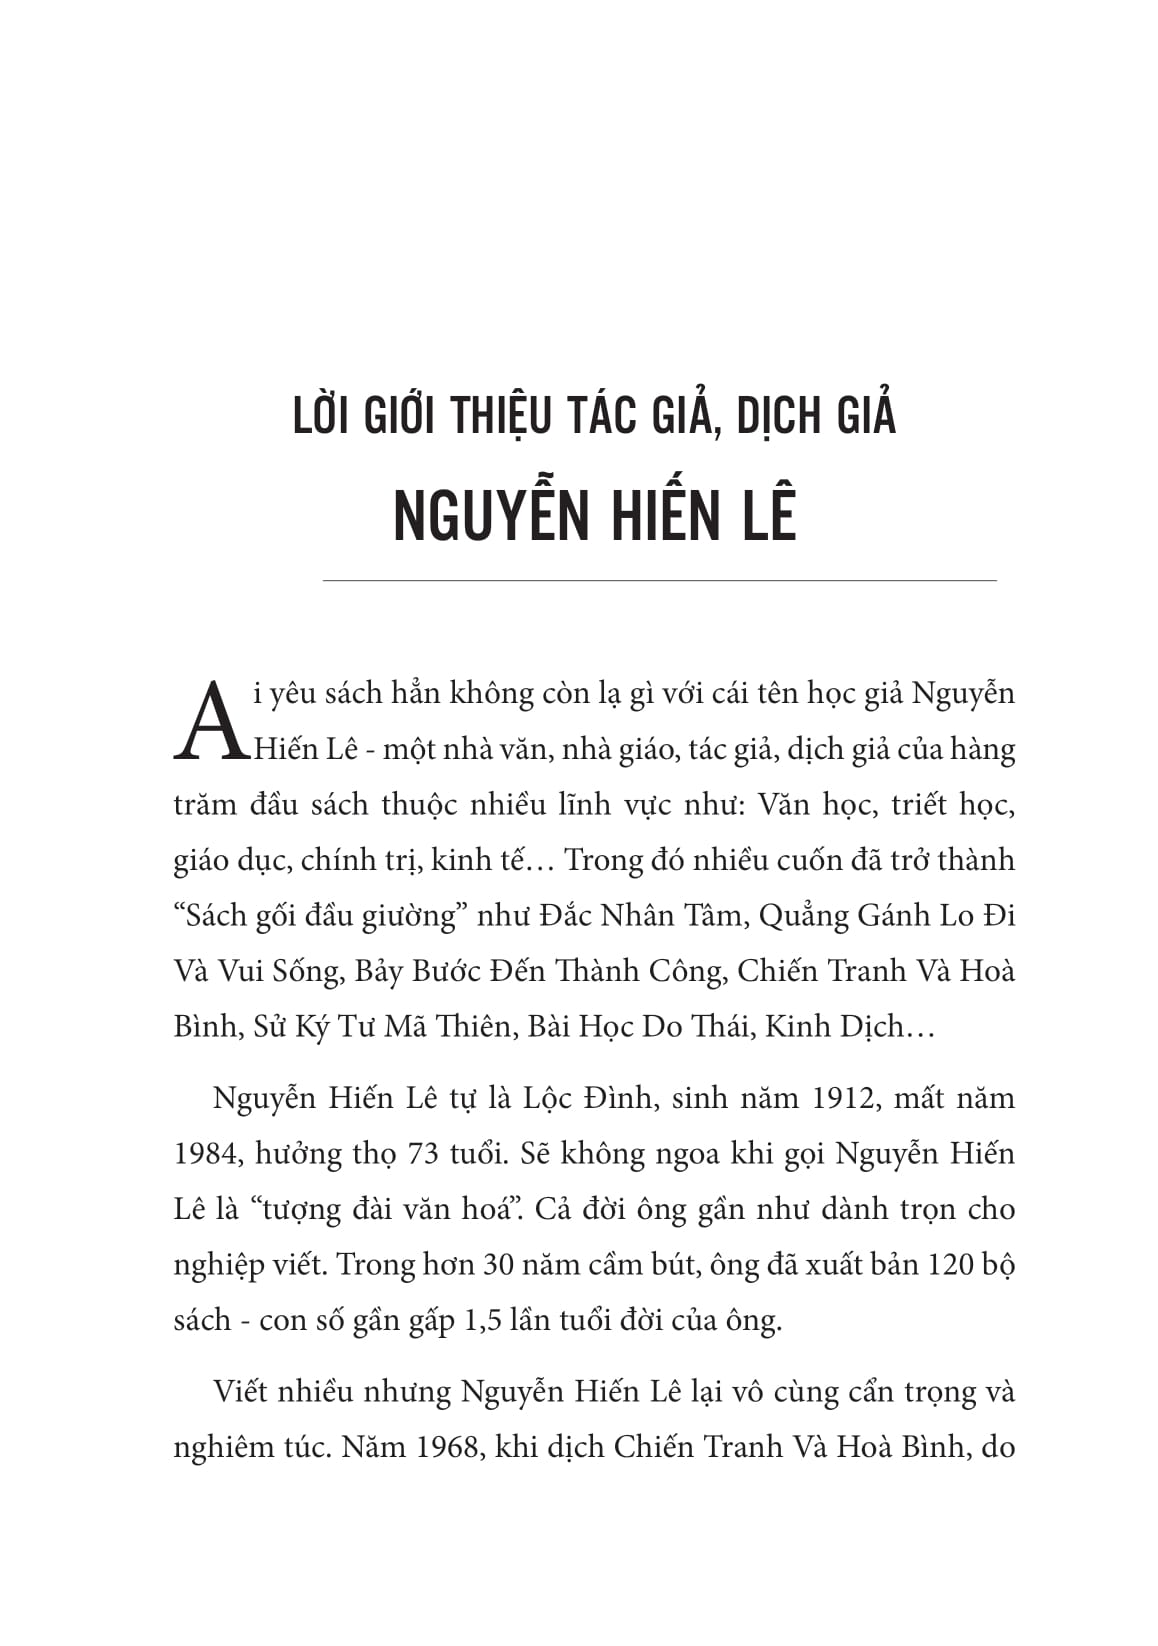 LỜI GIỚI THIỆU TÁC GIẢ, DỊCH GIẢ
NGUYỄN HIẾN LÊ
Ai yêu sách hẳn không còn lạ gì với cái tên học giả Nguyễn
Hiến Lê - một nhà văn, nhà giáo, tác giả, dịch giả của hàng
trăm đầu sách thuộc nhiều lĩnh vực như: Văn học, triết học,
giáo dục, chính trị, kinh tế… Trong đó nhiều cuốn đã trở thành
“Sách gối đầu giường” như Đắc Nhân Tâm, Quẳng Gánh Lo Đi
Và Vui Sống, Bảy Bước Đến Thành Công, Chiến Tranh Và Hoà
Bình, Sử Ký Tư Mã Thiên, Bài Học Do Thái, Kinh Dịch…
Nguyễn Hiến Lê tự là Lộc Đình, sinh năm 1912, mất năm
1984, hưởng thọ 73 tuổi. Sẽ không ngoa khi gọi Nguyễn Hiến
Lê là “tượng đài văn hoá”. Cả đời ông gần như dành trọn cho
nghiệp viết. Trong hơn 30 năm cầm bút, ông đã xuất bản 120 bộ
sách - con số gần gấp 1,5 lần tuổi đời của ông.
Viết nhiều nhưng Nguyễn Hiến Lê lại vô cùng cẩn trọng và
nghiêm túc. Năm 1968, khi dịch Chiến Tranh Và Hoà Bình, do